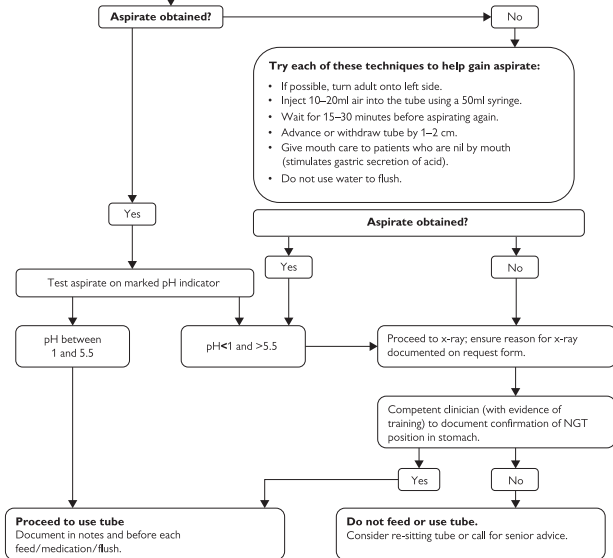 Aspirate obtained?
No
Try each of these techniques to help gain aspirate:
• If possible, turn adult onto left side.
• Inject 10–20ml air into the tube using a 50ml syringe.
• Wait for 15–30 minutes before aspirating again.
• Advance or withdraw tube by 1–2 cm.
• Give mouth care to patients who are nil by mouth
(stimulates gastric secretion of acid).
• Do not use water to flush.
Yes
Aspirate obtained?
Yes
No
Test aspirate on marked pH indicator
pH between
1 and 5.5
pH<1 and >5.5
Proceed to x-ray; ensure reason for x-ray
documented on request form.
Competent clinician (with evidence of
training) to document confirmation of NGT
position in stomach.
Yes
No
Proceed to use tube
Document in notes and before each
feed/medication/flush.
Do not feed or use tube.
Consider re-sitting tube or call for senior advice.